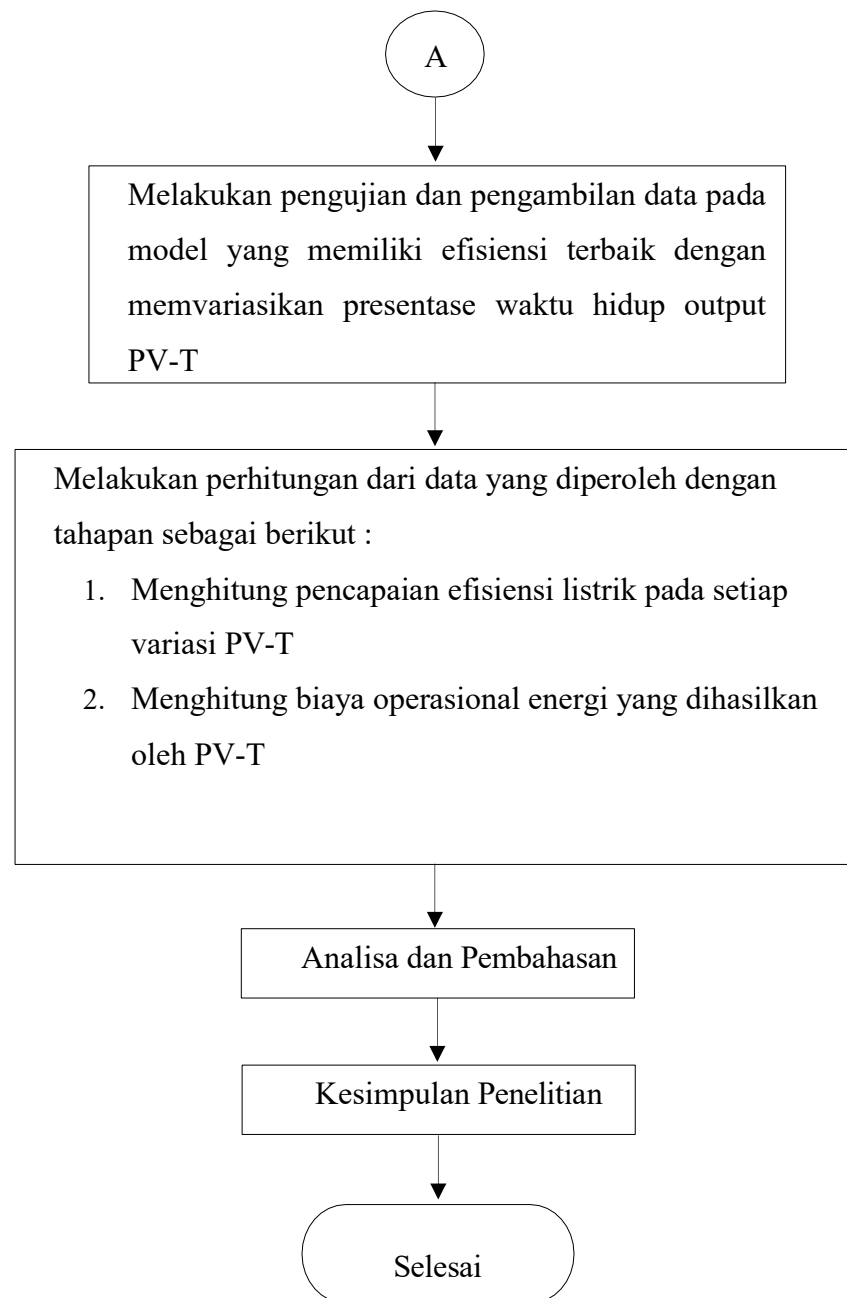 A
Melakukan pengujian dan pengambilan data pada
model yang memiliki efisiensi terbaik dengan
memvariasikan presentase waktu hidup output
PV-T
Melakukan perhitungan dari data yang diperoleh dengan
tahapan sebagai berikut :
1. Menghitung pencapaian efisiensi listrik pada setiap
variasi PV-T
2. Menghitung biaya operasional energi yang dihasilkan
oleh PV-T
Analisa dan Pembahasan
Kesimpulan Penelitian
Selesai